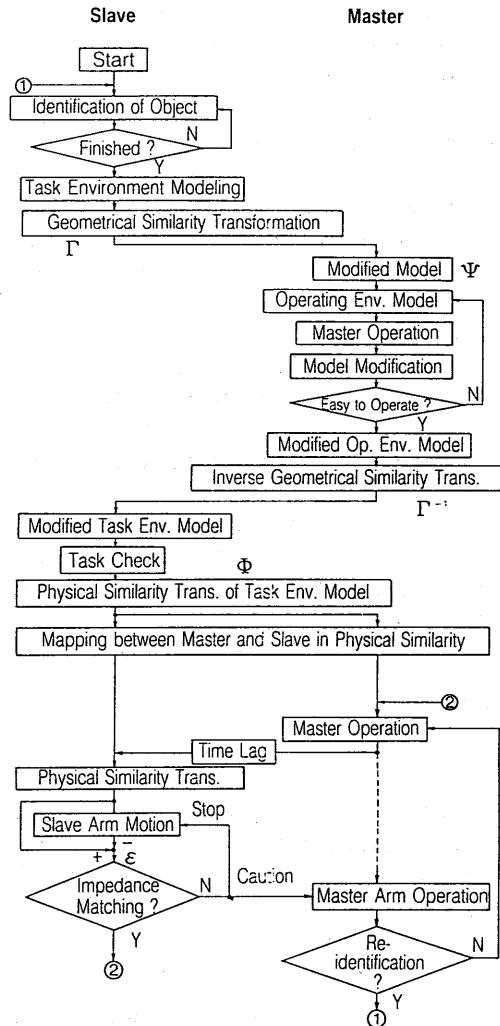 Slave Master
Start
①
Identification of Object
N
Finished ?
Y
Task Environment Modeling
Geometrical Similarity Transformation
Γ
Modified Model Ψ
Operating Env. Model
Master Operation
Model Modification
N
Easy to Operate ?
Y
Modified Op. Env. Model
Inverse Geometrical Similarity Trans.
Γ⁻¹
Modified Task Env. Model
Task Check
Φ
Physical Similarity Trans. of Task Env. Model
Mapping between Master and Slave in Physical Similarity
②
Master Operation
Time Lag
Physical Similarity Trans.
Stop
Slave Arm Motion
+ − ε
Impedance
Matching ?
N Caution
Master Arm Operation
Y
②
Re-
identification
?
N
Y
①